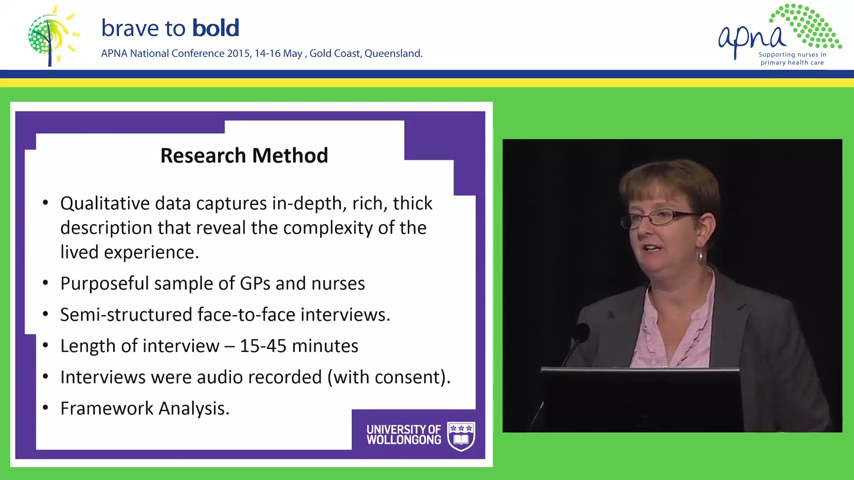 brave to bold
APNA National Conference 2015, 14-16 May , Gold Coast, Queensland.
apna
Supporting nurses in
primary health care
Research Method
• Qualitative data captures in-depth, rich, thick
description that reveal the complexity of the
lived experience.
• Purposeful sample of GPs and nurses
• Semi-structured face-to-face interviews.
• Length of interview – 15-45 minutes
• Interviews were audio recorded (with consent).
• Framework Analysis.
UNIVERSITY OF
WOLLONGONG